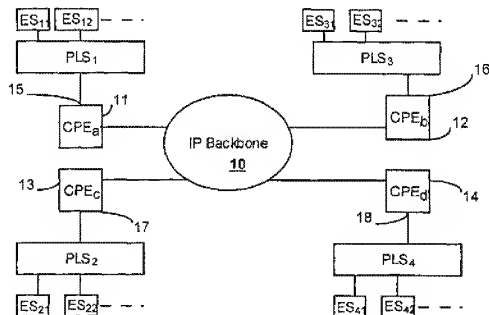 ES11 ES12
PLS1
15
11
CPEa
ES31 ES32
PLS3
16
CPEb
12
IP Backbone
10
13
CPEc
17
PLS2
ES21 ES22
CPEd
14
18
PLS4
ES41 ES42